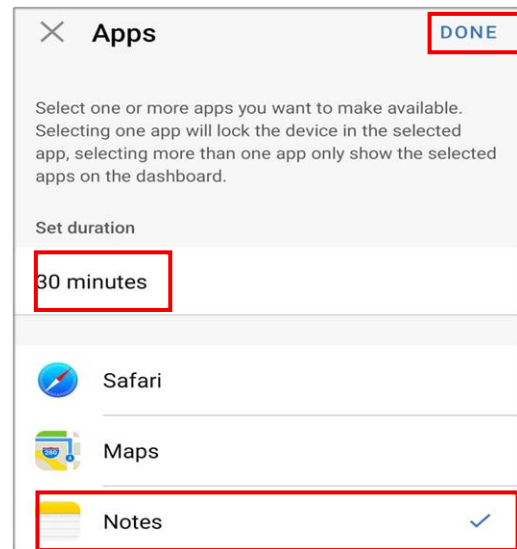 Apps
DONE
Select one or more apps you want to make available.
Selecting one app will lock the device in the selected
app, selecting more than one app only show the selected
apps on the dashboard.
Set duration
30 minutes
Safari
Maps
280
Notes